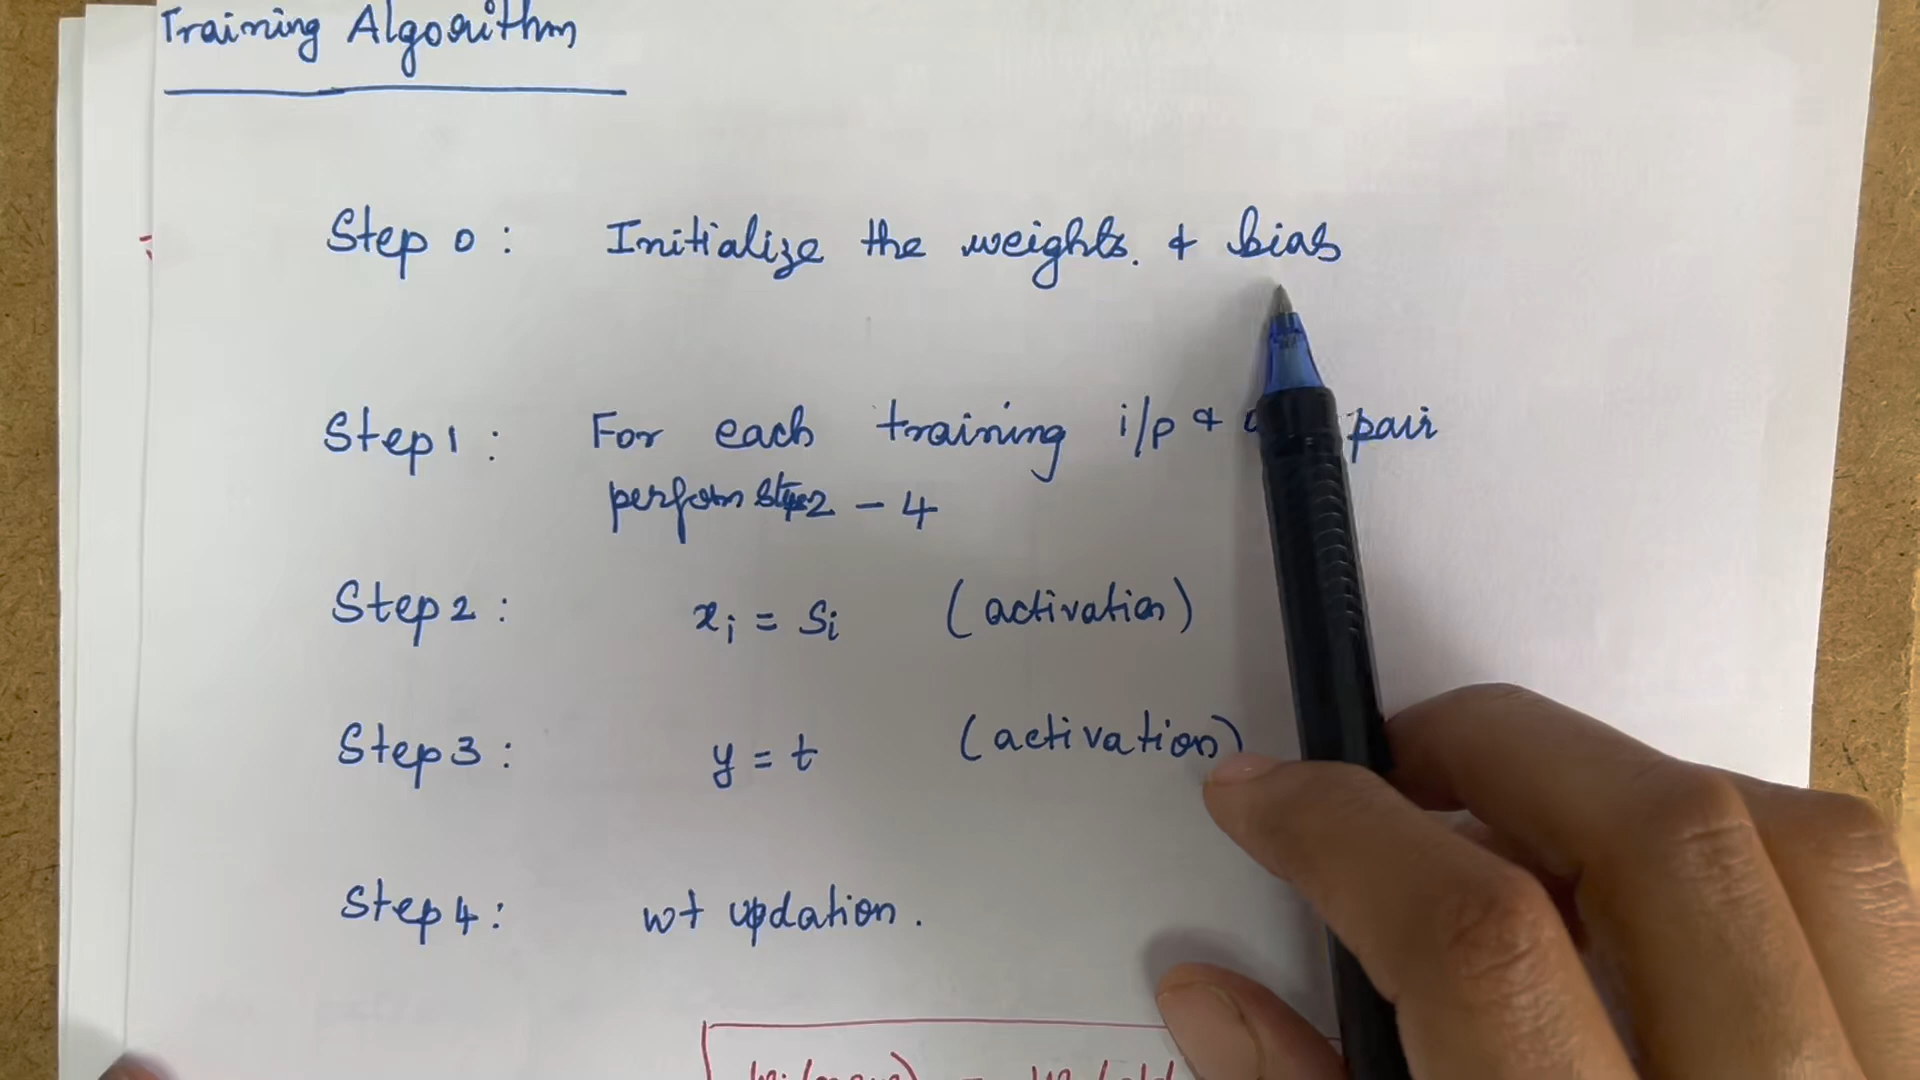 Training Algorithm
Step 0 : Initialize the weights. & bias
Step 1 : For each training i/p & pair
perform step 2 - 4
Step 2 : xi = Si (activation)
Step 3 : y = t (activation)
Step 4 : wt updation .